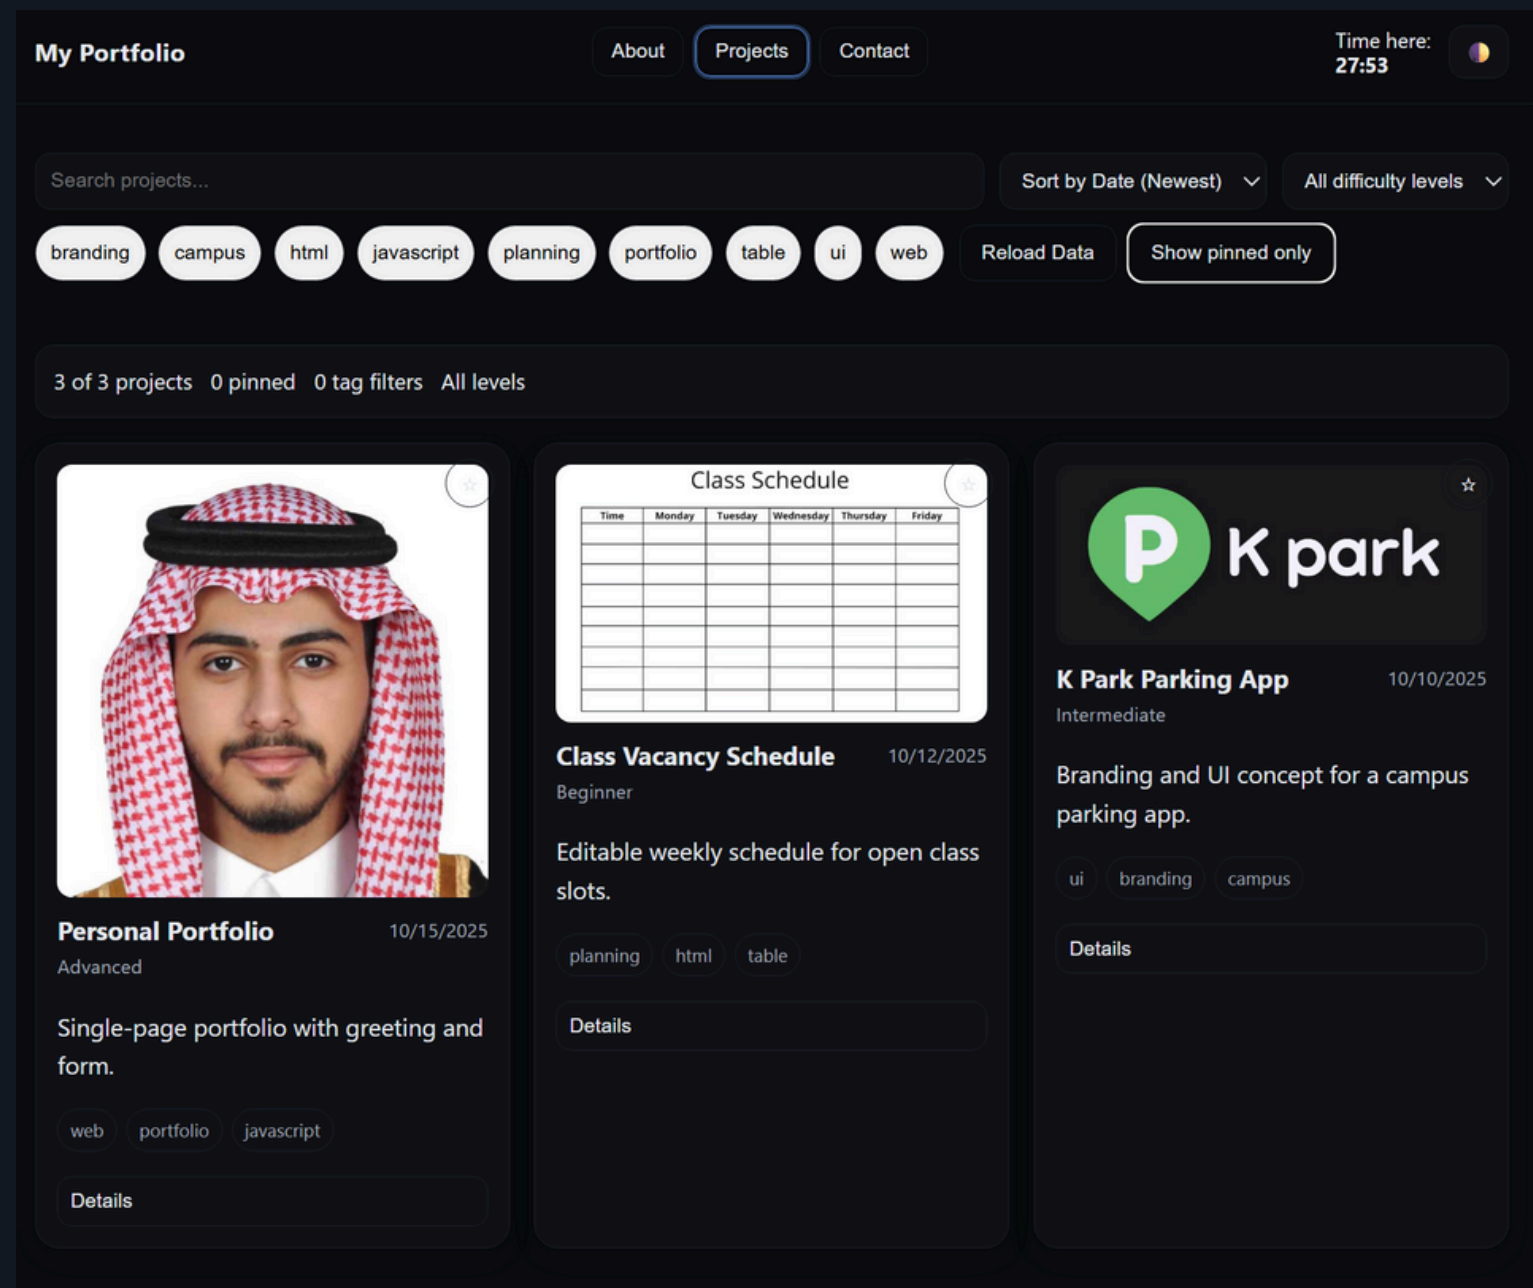 My Portfolio
About
Projects
Contact
Time here:
27:53
Search projects...
Sort by Date (Newest)
All difficulty levels
branding
campus
html
javascript
planning
portfolio
table
ui
web
Reload Data
Show pinned only
3 of 3 projects 0 pinned 0 tag filters All levels
Personal Portfolio 10/15/2025
Advanced
Single-page portfolio with greeting and
form.
web
portfolio
javascript
Details
Class Schedule
Time Monday Tuesday Wednesday Thursday Friday
Class Vacancy Schedule 10/12/2025
Beginner
Editable weekly schedule for open class
slots.
planning
html
table
Details
P K park
K Park Parking App 10/10/2025
Intermediate
Branding and UI concept for a campus
parking app.
ui
branding
campus
Details